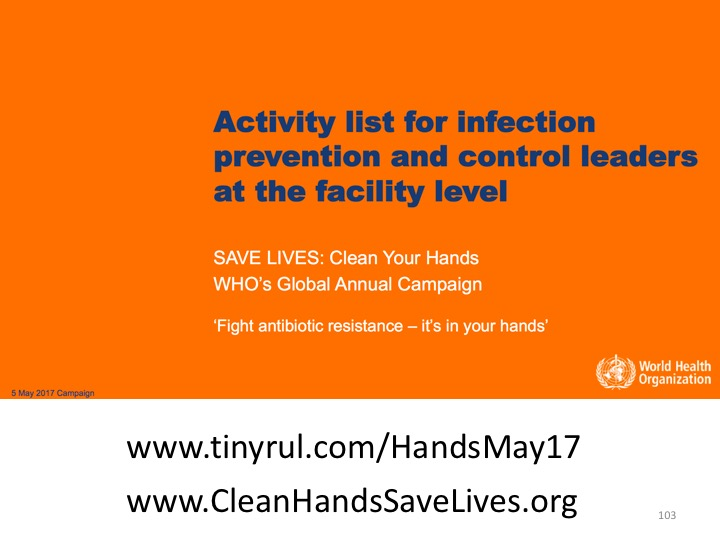 Activity list for infection
prevention and control leaders
at the facility level
SAVE LIVES: Clean Your Hands
WHO's Global Annual Campaign
‘Fight antibiotic resistance – it’s in your hands’
World Health
Organization
5 May 2017 Campaign
www.tinyrul.com/HandsMay17
www.CleanHandsSaveLives.org
103